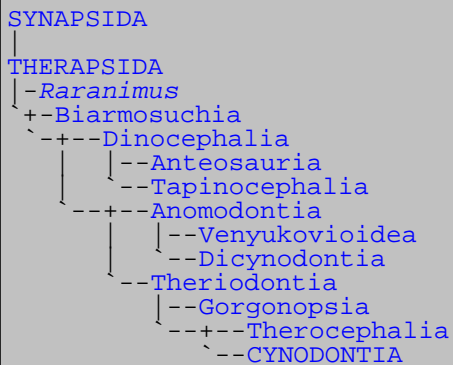 SYNAPSIDA
|
THERAPSIDA
|-Raranimus
`+-Biarmosuchia
 `-+--Dinocephalia
   |  |--Anteosauria
   |  `--Tapinocephalia
   `--+--Anomodontia
      |  |--Venyukovioidea
      |  `--Dicynodontia
      `--Theriodontia
         |--Gorgonopsia
         `--+--Therocephalia
            `--CYNODONTIA